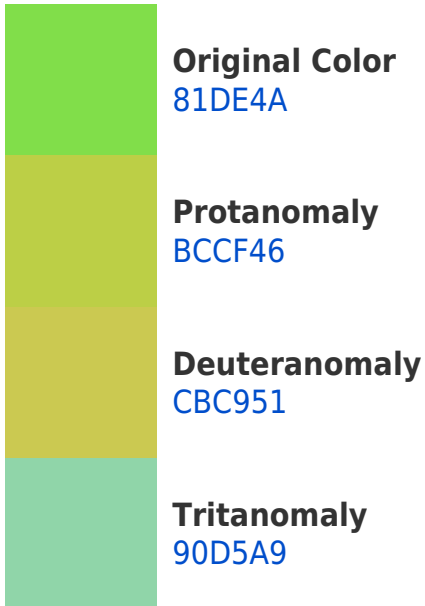 Original Color
81DE4A
Protanomaly
BCCF46
Deuteranomaly
CBC951
Tritanomaly
90D5A9